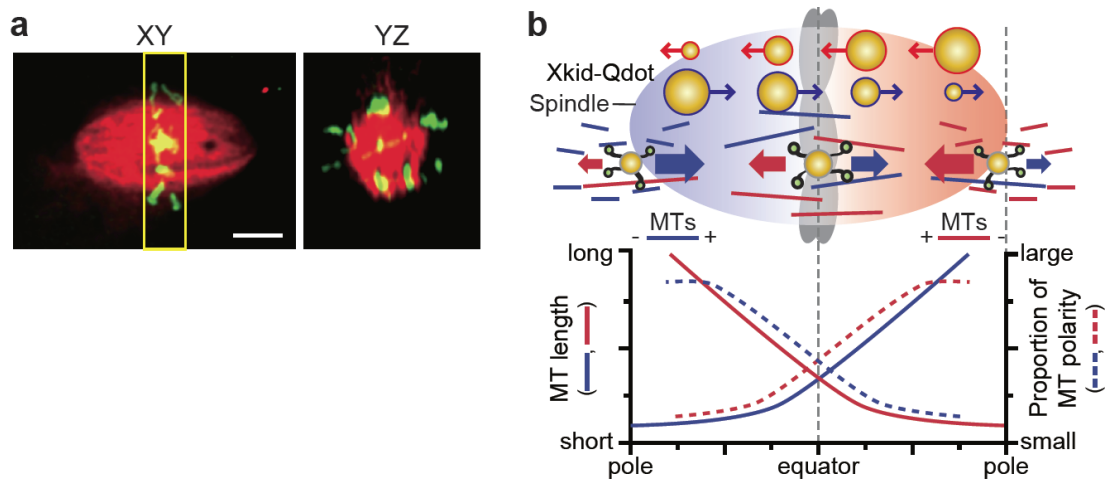 a
XY
YZ
b
Xkid-Qdot
Spindle
- MTs +
+ MTs -
long
short
MT length
( , )
large
small
Proportion of
MT polarity
( , )
pole
equator
pole